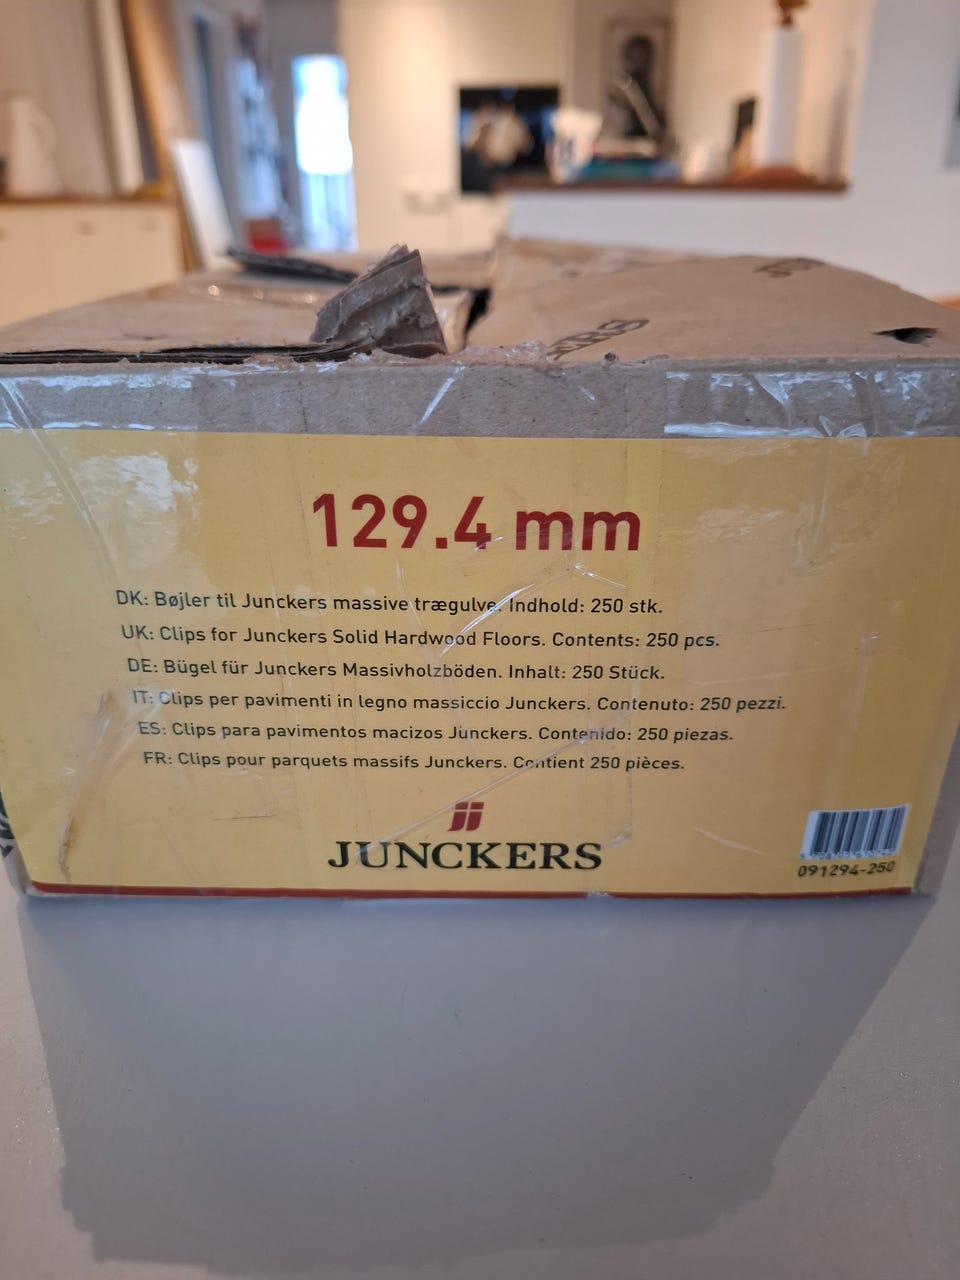 129.4 mm
DK: Bøjler til Junckers massive trægulve. Indhold: 250 stk.
UK: Clips for Junckers Solid Hardwood Floors. Contents: 250 pcs.
DE: Bügel für Junckers Massivholzböden. Inhalt: 250 Stück.
IT: Clips per pavimenti in legno massiccio Junckers. Contenuto: 250 pezzi.
ES: Clips para pavimentos macizos Junckers. Contenido: 250 piezas.
FR: Clips pour parquets massifs Junckers. Contient 250 pièces.
JUNCKERS
091294-250